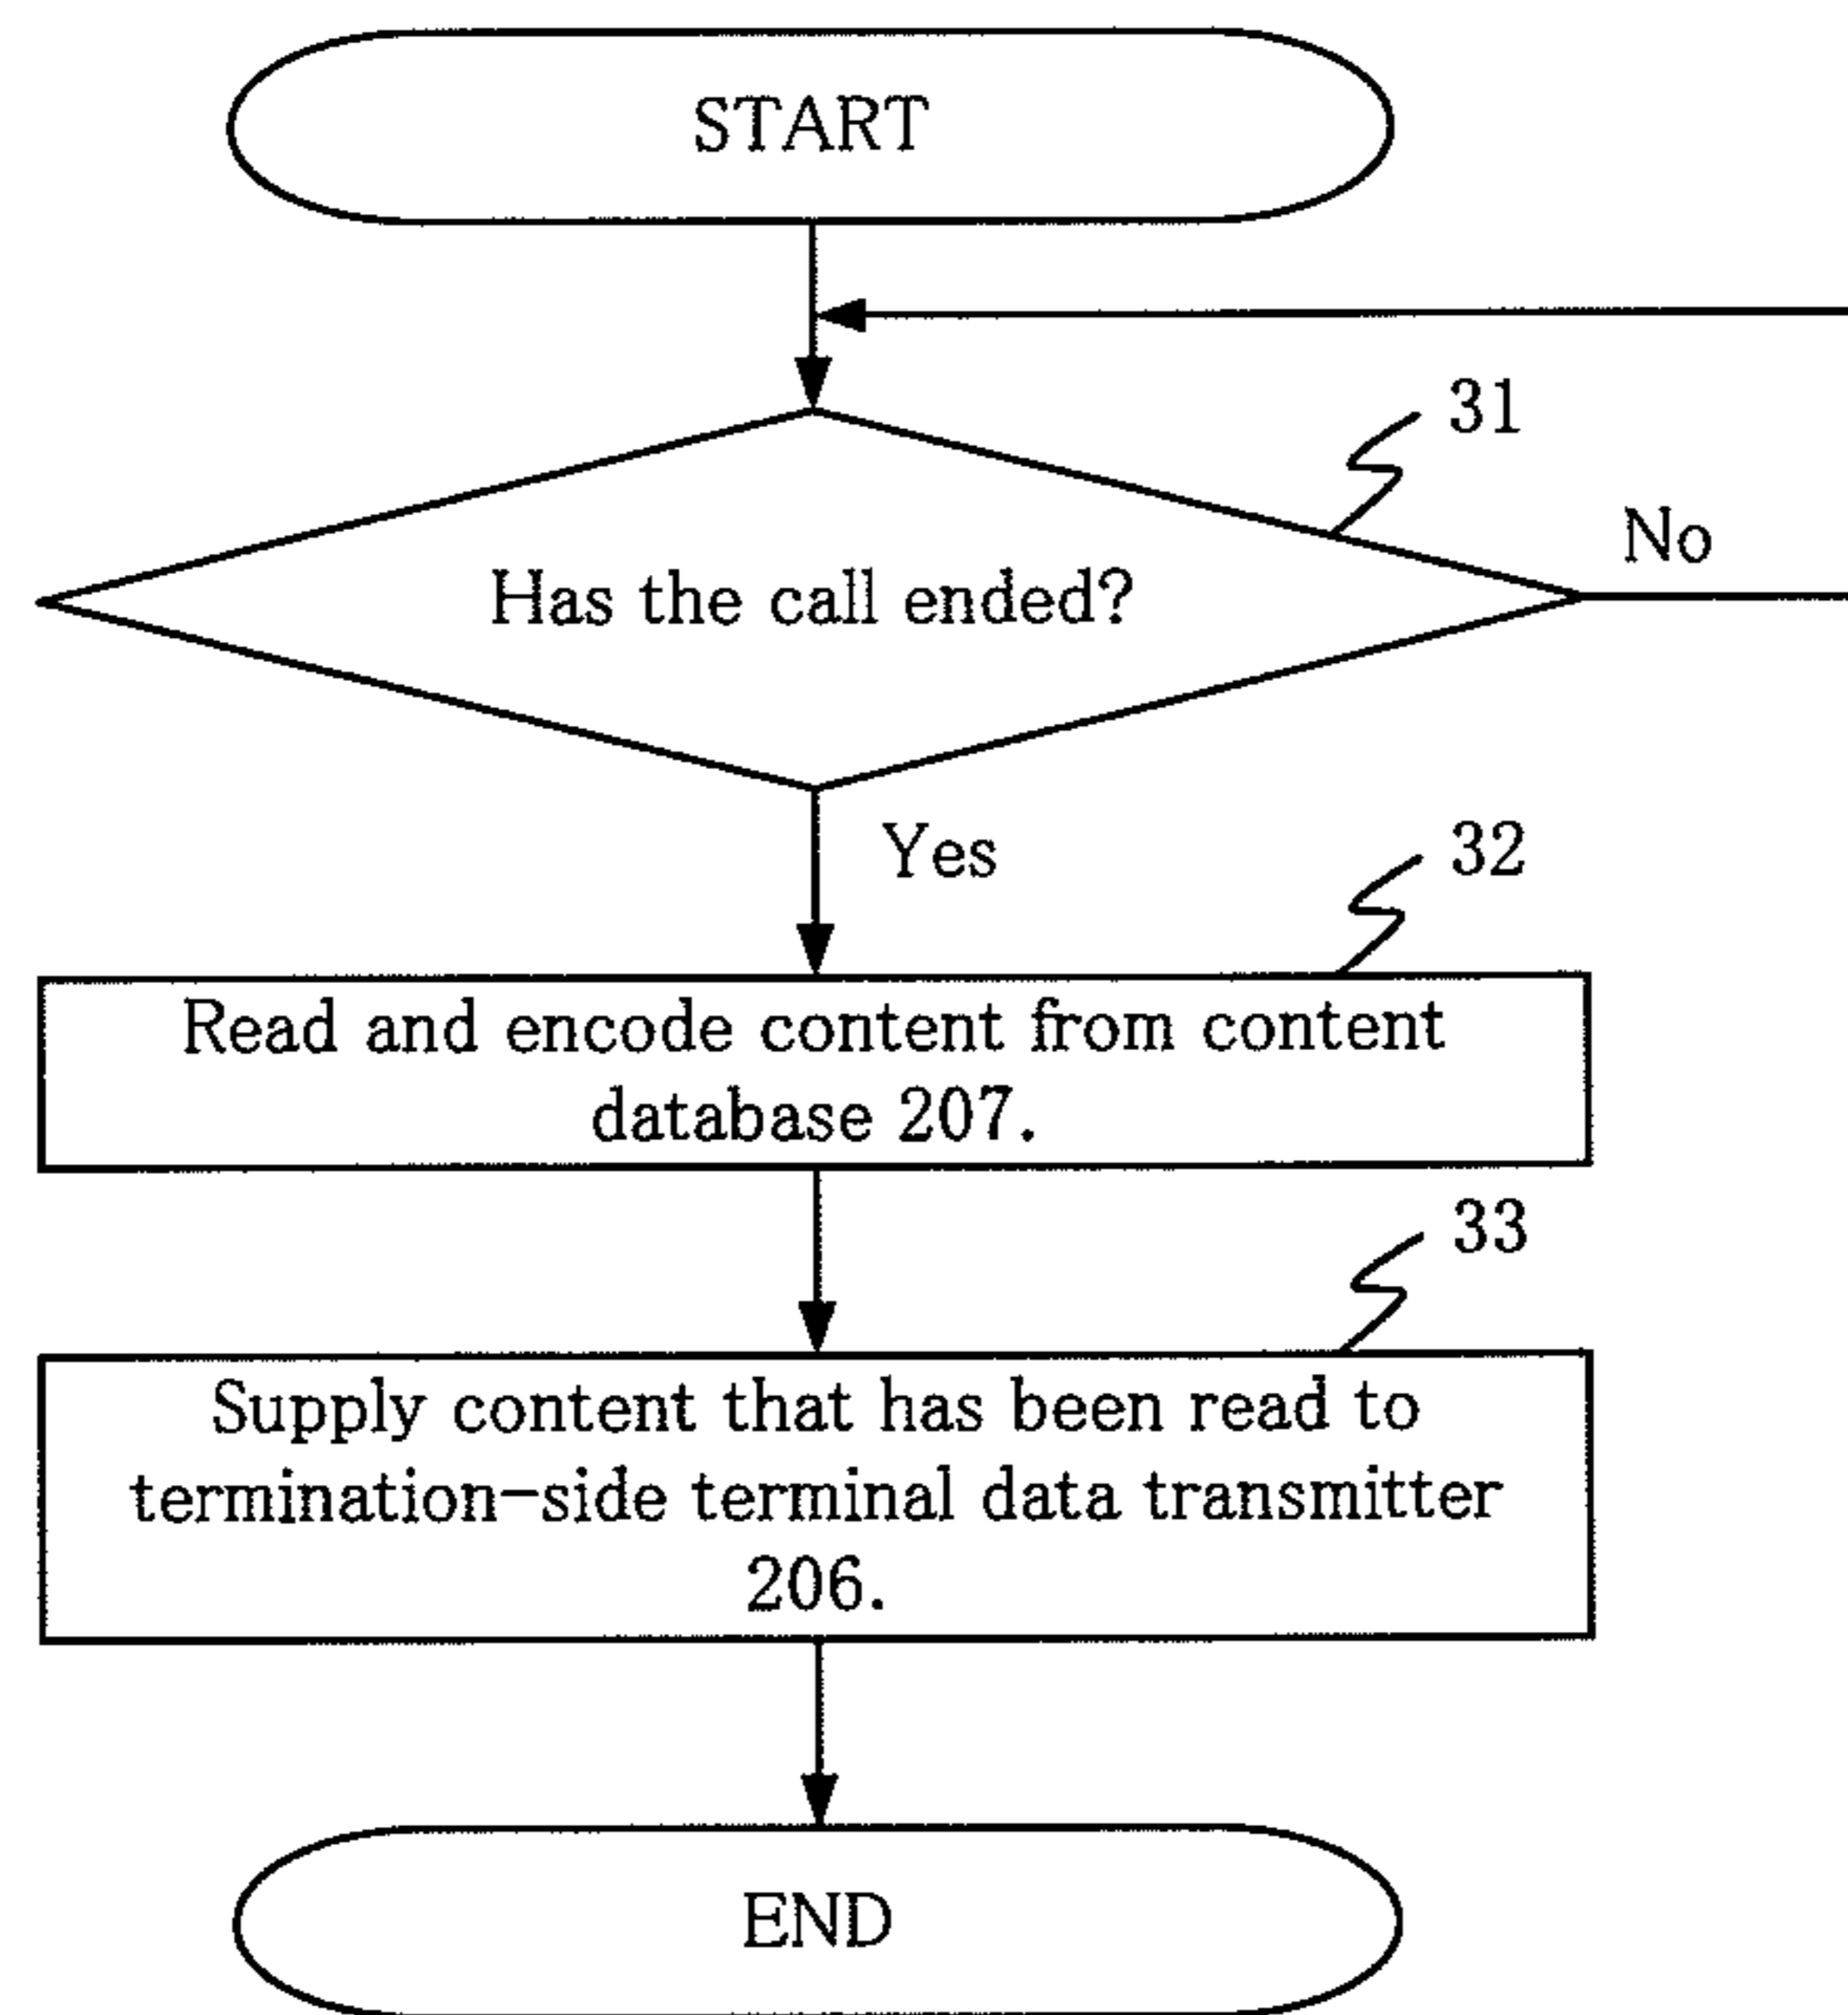 START
31
No
Has the call ended?
Yes
32
Read and encode content from content
database 207.
33
Supply content that has been read to
termination-side terminal data transmitter
206.
END